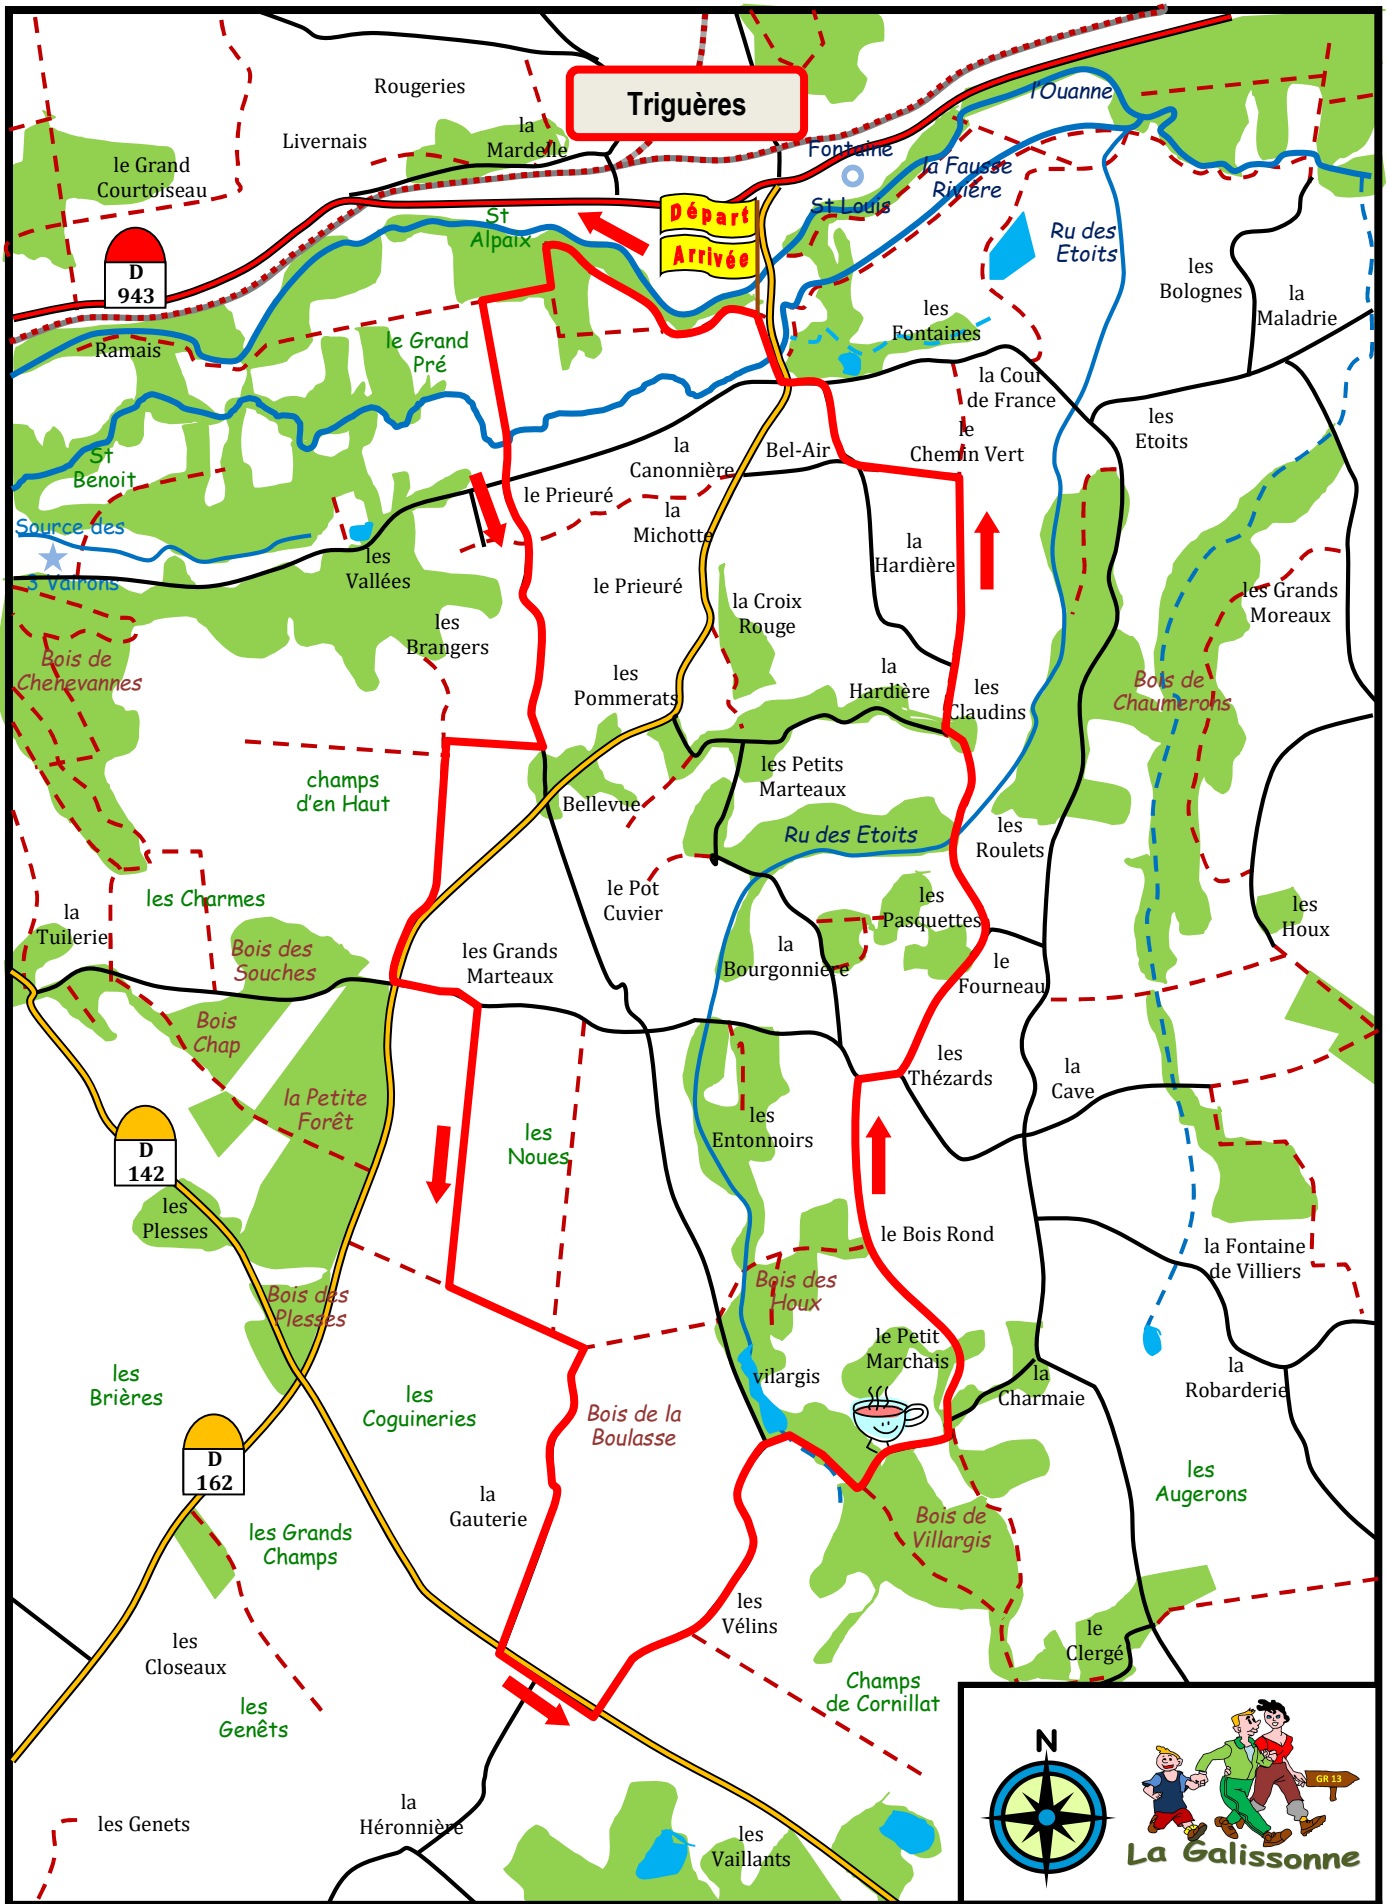 Triguères
Rougeries
Livernais
la
Mardelle
le Grand
Courtoiseau
Fontaine
St Louis
l'Ouanne
la Fausse
Rivière
Départ
Arrivée
St
Alpaix
Ru des
Etoits
les
Bolognes
la
Maladrie
D
943
Ramais
le Grand
Pré
les
Fontaines
la Cour
de France
les
Etoits
le
Chemin Vert
Bel-Air
la
Canonnière
St
Benoit
le Prieuré
la
Michotte
Source des
3 Vairons
les
Vallées
la
Hardière
le Prieuré
la Croix
Rouge
les Grands
Moreaux
les
Brangers
Bois de
Chenevannes
les
Pommerats
la
Hardière
les
Claudins
Bois de
Chaumerons
champs
d'en Haut
Bellevue
les Petits
Marteaux
Ru des Etoits
les
Roulets
les Charmes
la
Tuilerie
le Pot
Cuvier
les
Pasquettes
les
Houx
Bois des
Souches
les Grands
Marteaux
la
Bourgonnière
le
Fourneau
Bois
Chap
les
Thézards
la
Cave
la Petite
Forêt
les
Noues
les
Entonnoirs
D
142
les
Plesses
le Bois Rond
la Fontaine
de Villiers
Bois des
Plesses
Bois des
Houx
le Petit
Marchais
les
Brières
les
Coguineries
vilargis
la
Charmaie
la
Robarderie
Bois de la
Boulasse
D
162
la
Gauterie
les
Augerons
les Grands
Champs
Bois de
Villargis
les
Vélins
les
Closeaux
le
Clergé
les
Genêts
Champs
de Cornillat
N
GR 13
La Galissonne
les Genets
la
Héronnière
les
Vaillants